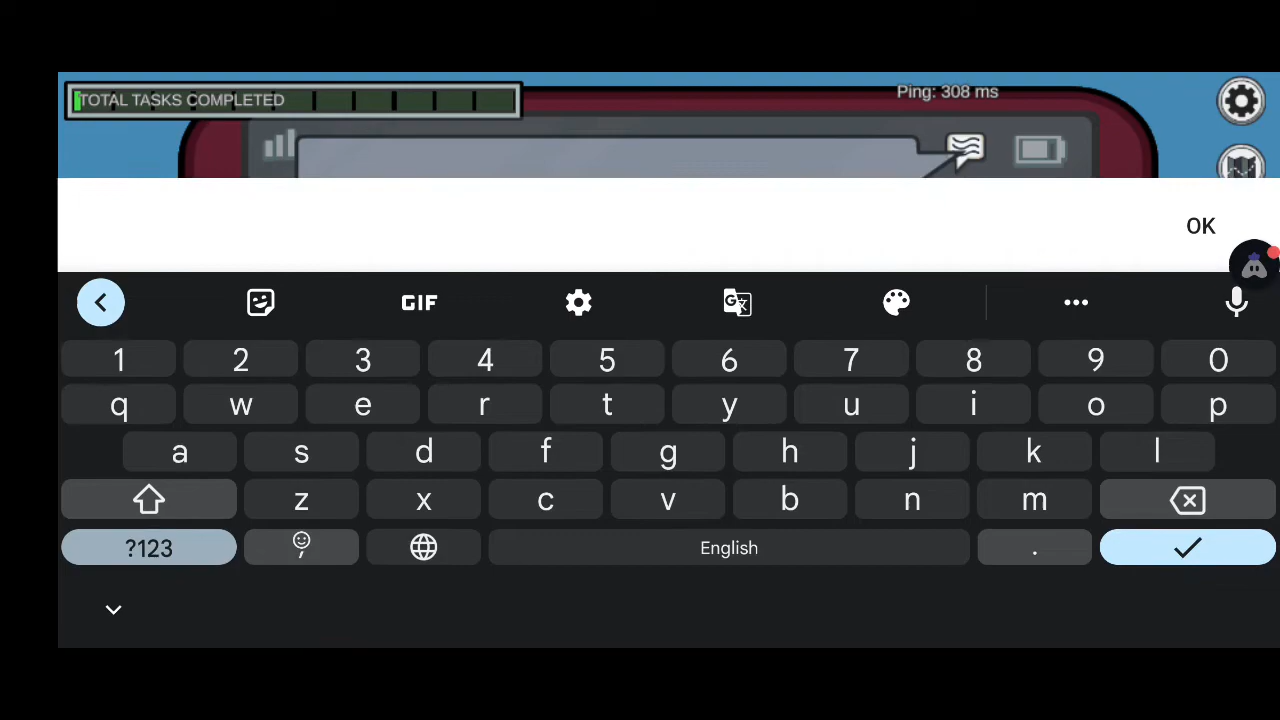 TOTAL TASKS COMPLETED
Ping: 308 ms
OK
GIF
1 2 3 4 5 6 7 8 9 0
q w e r t y u i o p
a s d f g h j k l
z x c v b n m
?123 , English .